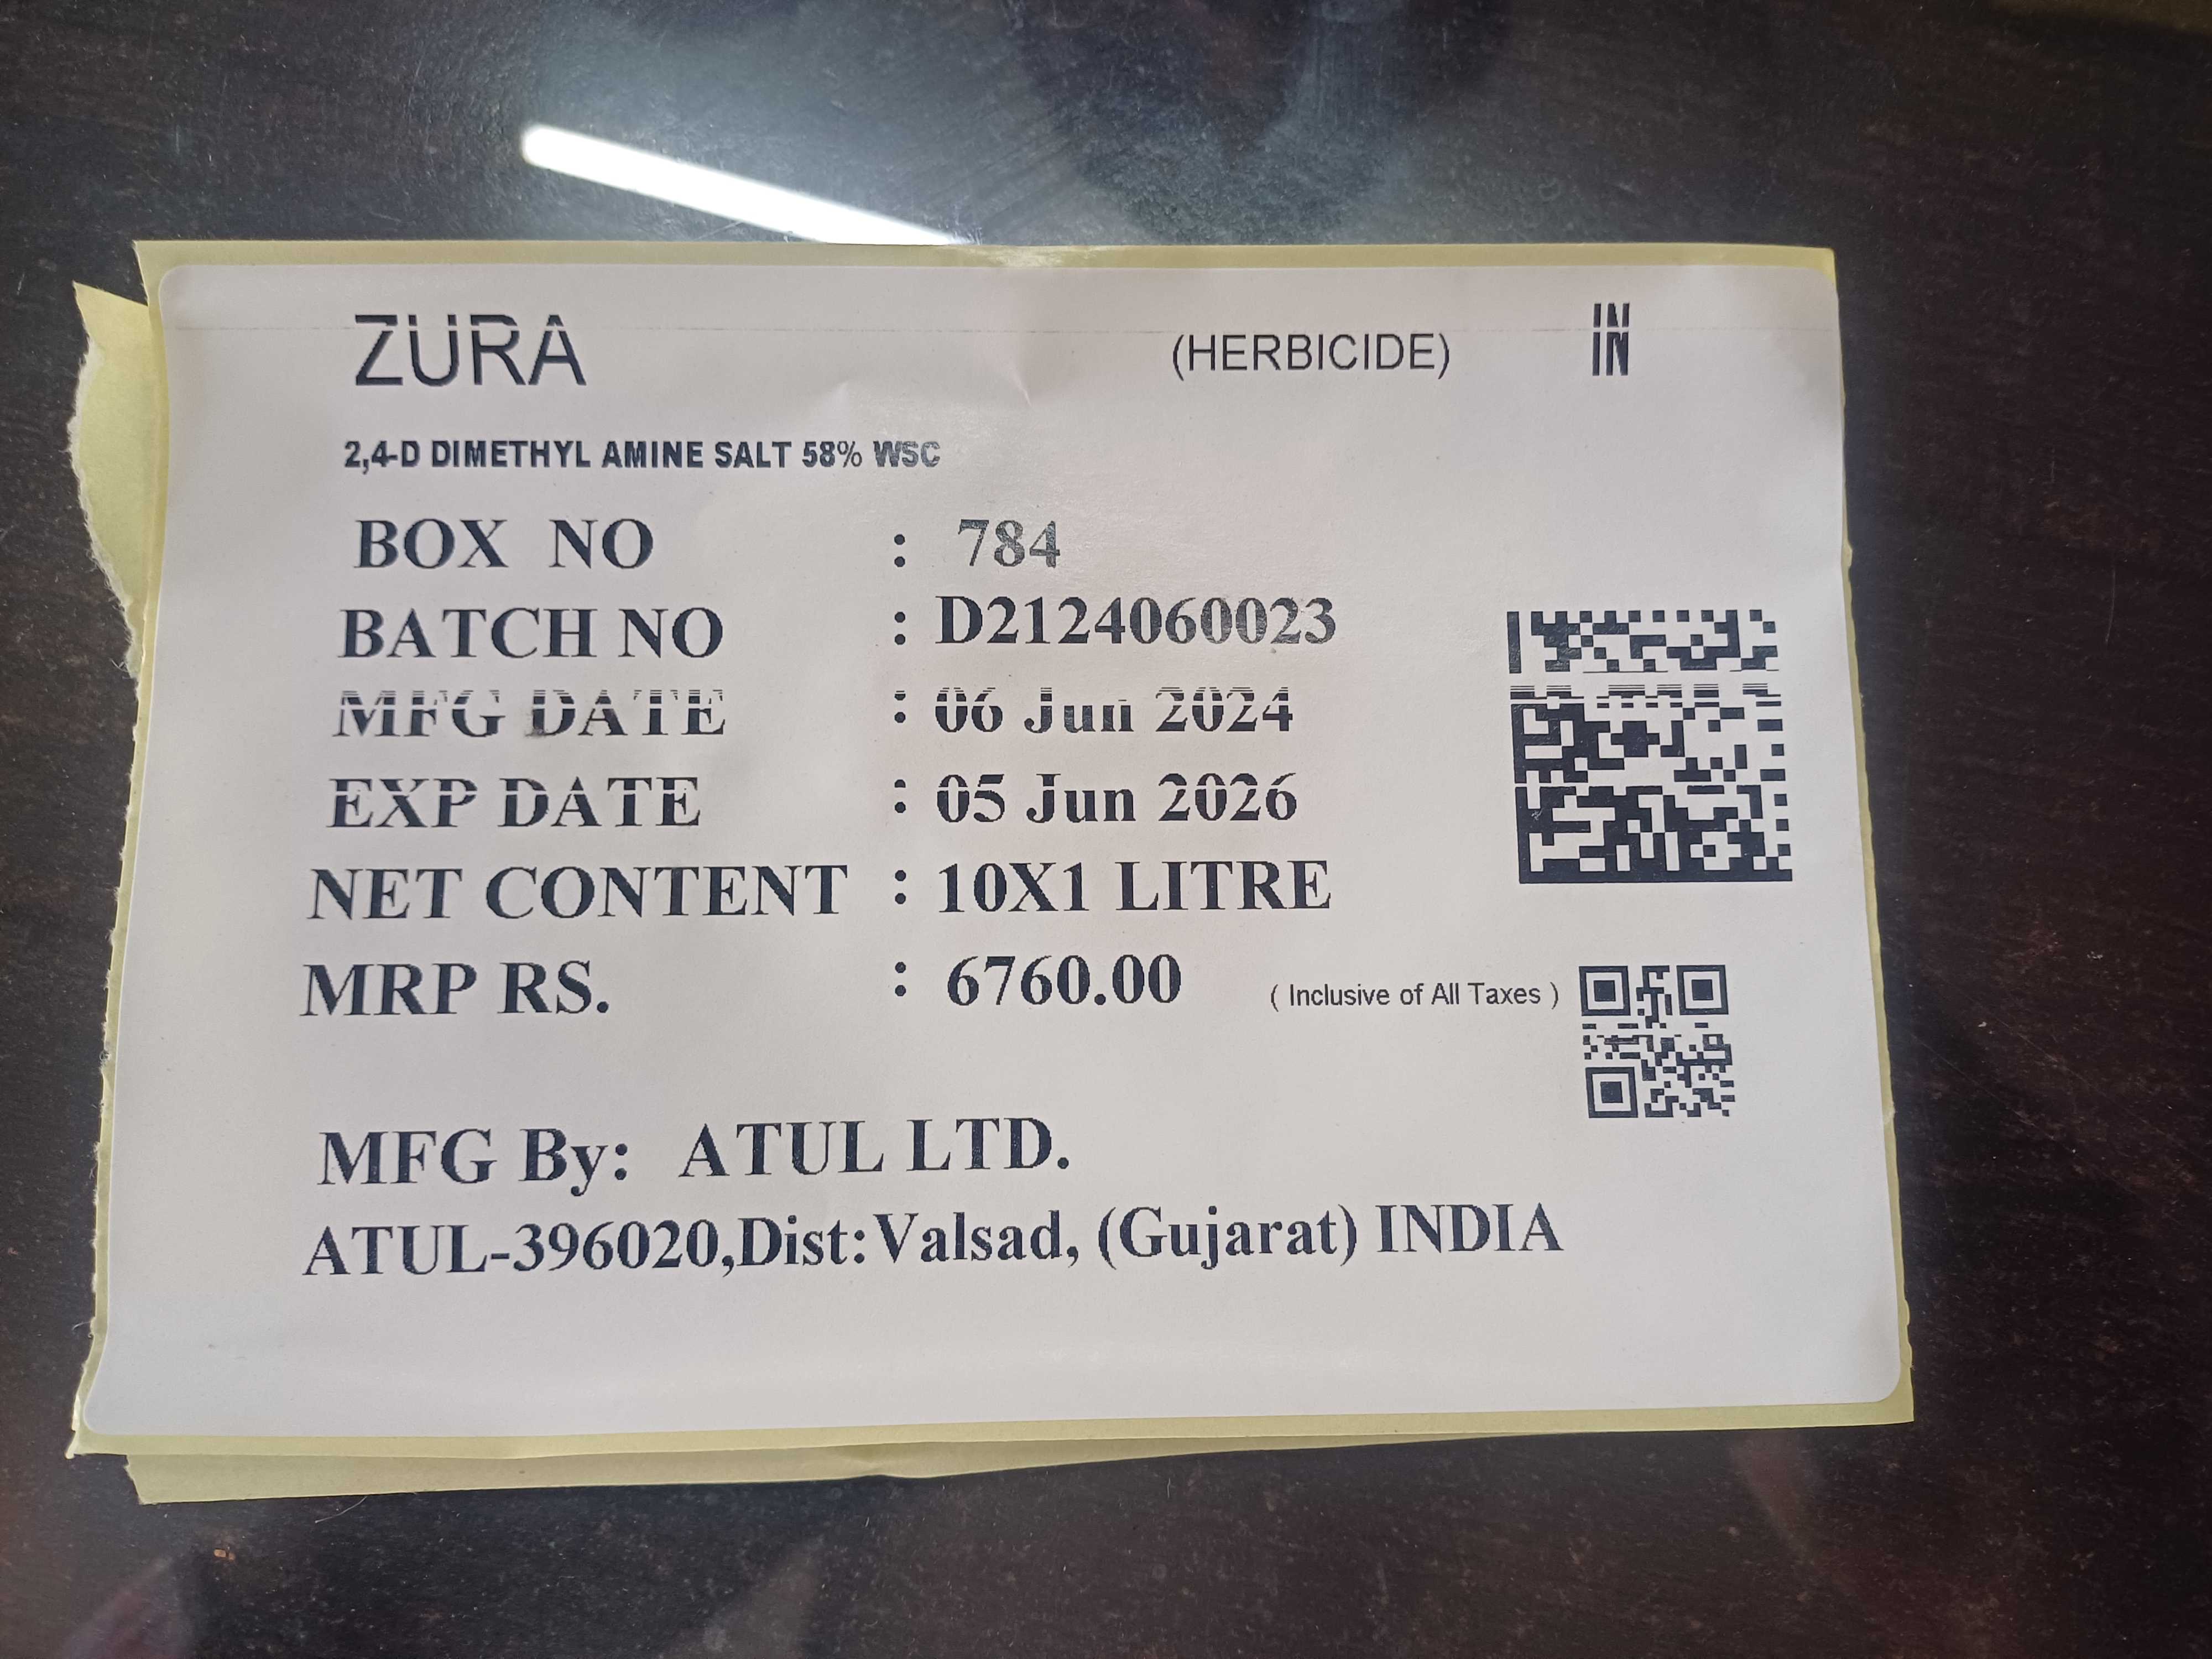 ZURA (HERBICIDE) IN
2,4-D DIMETHYL AMINE SALT 58% WSC
BOX NO : 784
BATCH NO : D2124060023
MFG DATE : 06 Jun 2024
EXP DATE : 05 Jun 2026
NET CONTENT : 10X1 LITRE
MRP RS. : 6760.00 ( Inclusive of All Taxes )
MFG By: ATUL LTD.
ATUL-396020,Dist:Valsad, (Gujarat) INDIA